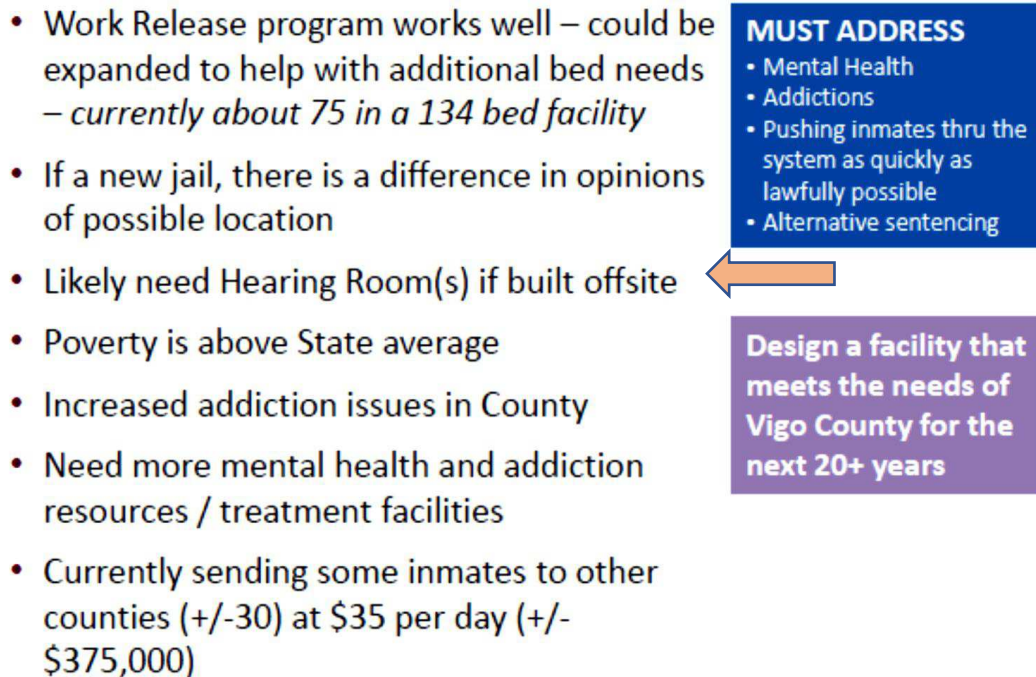 • Work Release program works well – could be
expanded to help with additional bed needs
– currently about 75 in a 134 bed facility
• If a new jail, there is a difference in opinions
of possible location
• Likely need Hearing Room(s) if built offsite
• Poverty is above State average
• Increased addiction issues in County
• Need more mental health and addiction
resources / treatment facilities
• Currently sending some inmates to other
counties (+/-30) at $35 per day (+/-
$375,000)
MUST ADDRESS
• Mental Health
• Addictions
• Pushing inmates thru the
system as quickly as
lawfully possible
• Alternative sentencing
Design a facility that
meets the needs of
Vigo County for the
next 20+ years